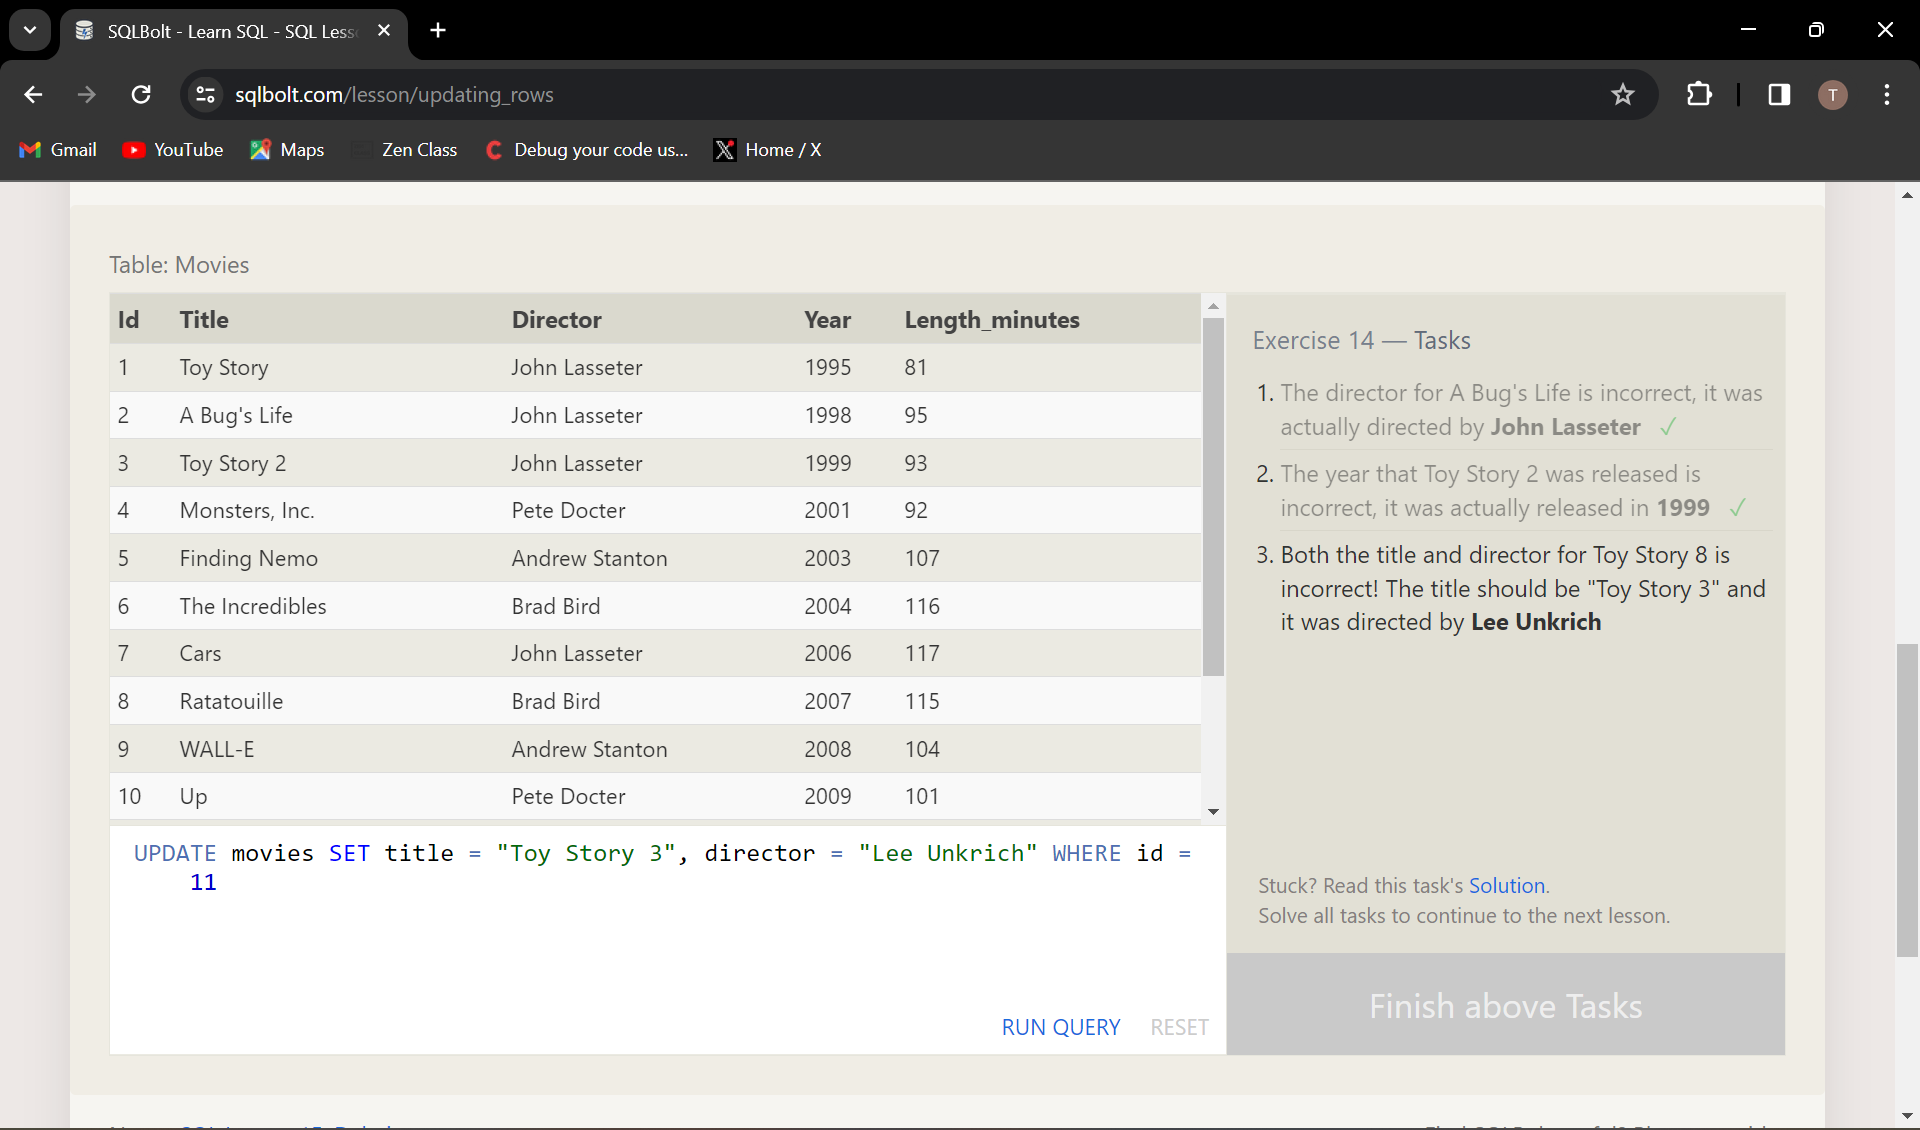 SQLBolt - Learn SQL - SQL Less
sqlbolt.com/lesson/updating_rows
T
Gmail YouTube Maps Zen Class Debug your code us... Home / X
Table: Movies
Id Title Director Year Length_minutes
1 Toy Story John Lasseter 1995 81
2 A Bug's Life John Lasseter 1998 95
3 Toy Story 2 John Lasseter 1999 93
4 Monsters, Inc. Pete Docter 2001 92
5 Finding Nemo Andrew Stanton 2003 107
6 The Incredibles Brad Bird 2004 116
7 Cars John Lasseter 2006 117
8 Ratatouille Brad Bird 2007 115
9 WALL-E Andrew Stanton 2008 104
10 Up Pete Docter 2009 101
UPDATE movies SET title = "Toy Story 3", director = "Lee Unkrich" WHERE id =
11
RUN QUERY RESET
Exercise 14 — Tasks
1. The director for A Bug's Life is incorrect, it was
actually directed by John Lasseter ✓
2. The year that Toy Story 2 was released is
incorrect, it was actually released in 1999 ✓
3. Both the title and director for Toy Story 8 is
incorrect! The title should be "Toy Story 3" and
it was directed by Lee Unkrich
Stuck? Read this task's Solution.
Solve all tasks to continue to the next lesson.
Finish above Tasks